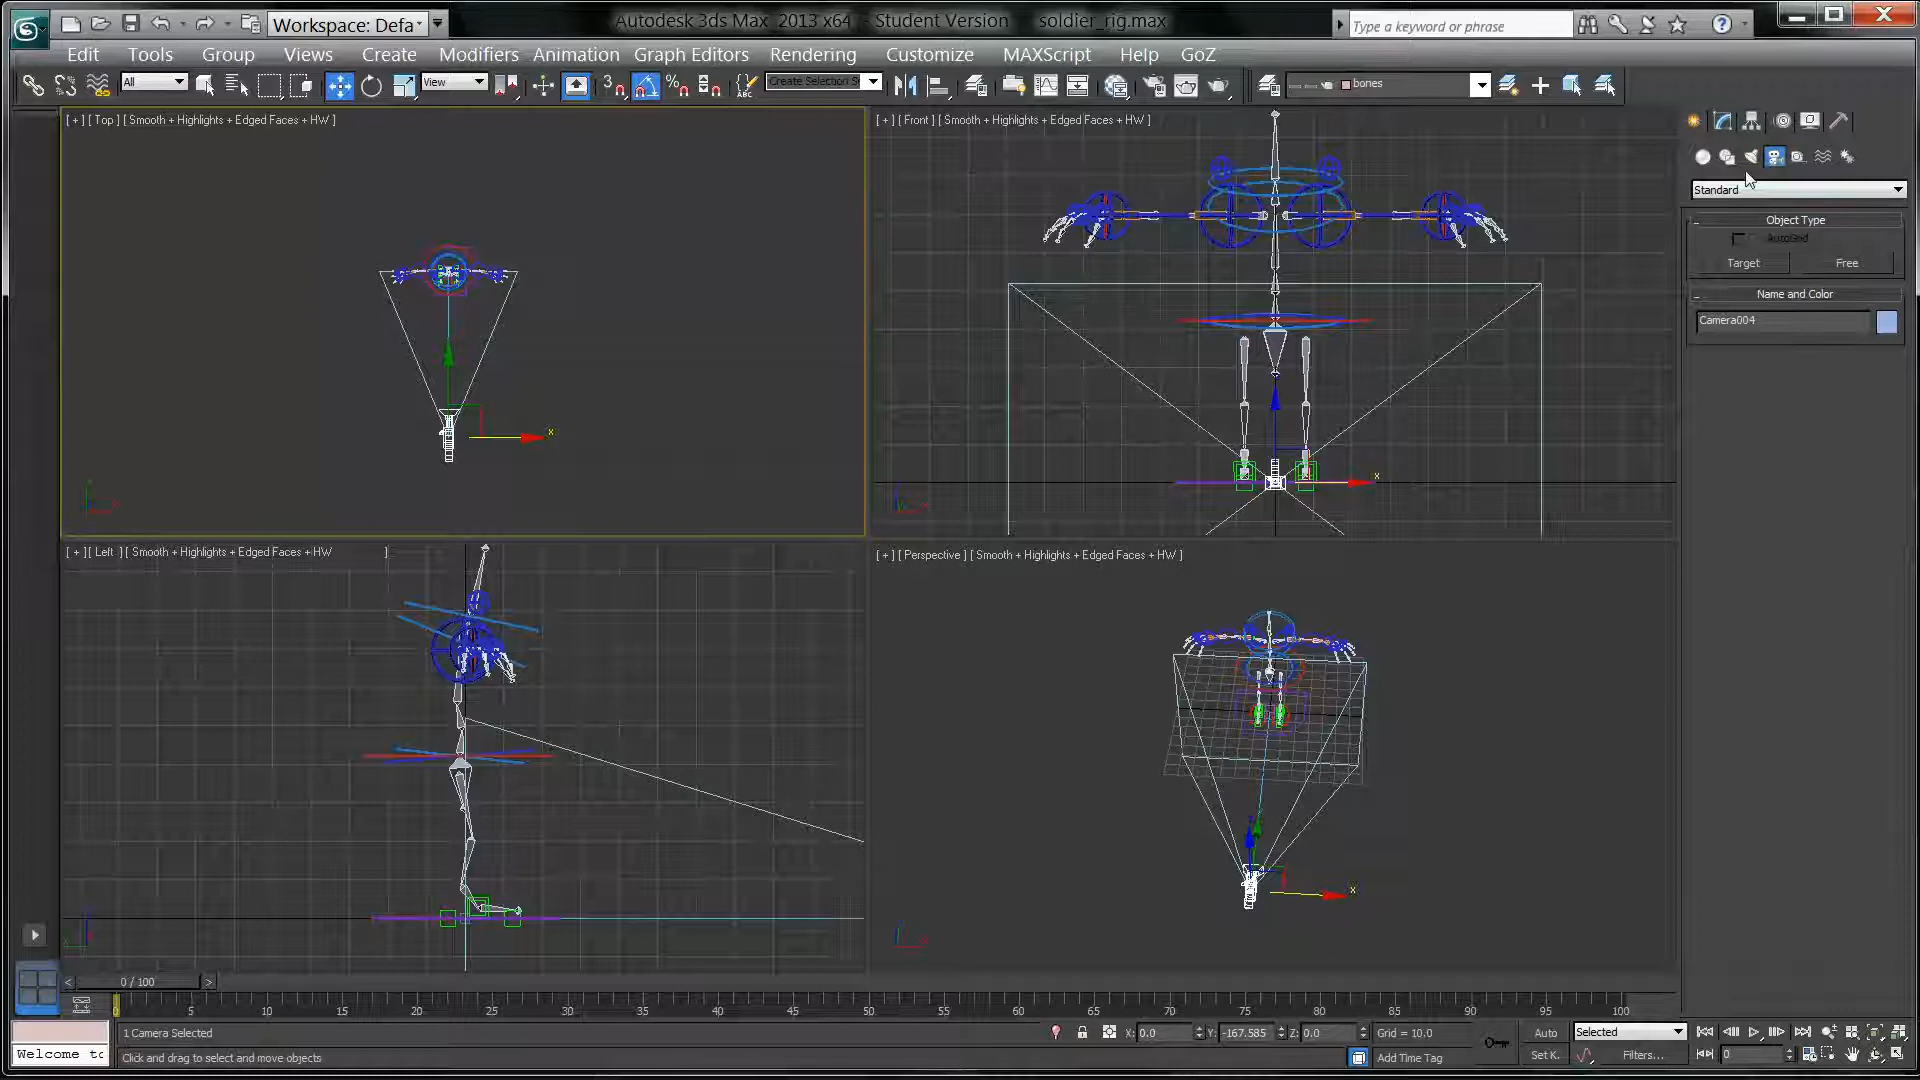 Workspace: Defa
Autodesk 3ds Max  2013 x64  - Student Version    soldier_rig.max
Type a keyword or phrase
Edit Tools Group Views Create Modifiers Animation Graph Editors Rendering Customize MAXScript Help GoZ
All
View
3
Create Selection S
bones
[ + ] [ Top ] [ Smooth + Highlights + Edged Faces + HW ]
[ + ] [ Front ] [ Smooth + Highlights + Edged Faces + HW ]
Standard
Object Type
AutoGrid
Target Free
Name and Color
Camera004
x
x
[ + ] [ Left ] [ Smooth + Highlights + Edged Faces + HW ]
[ + ] [ Perspective ] [ Smooth + Highlights + Edged Faces + HW ]
x
< 0 / 100 >
0 5 10 15 20 25 30 35 40 45 50 55 60 65 70 75 80 85 90 95 100
1 Camera Selected
X: 0.0 Y: -167.585 Z: 0.0 Grid = 10.0
Auto Selected
Welcome to
Click and drag to select and move objects
Add Time Tag
Set K. Filters... 0